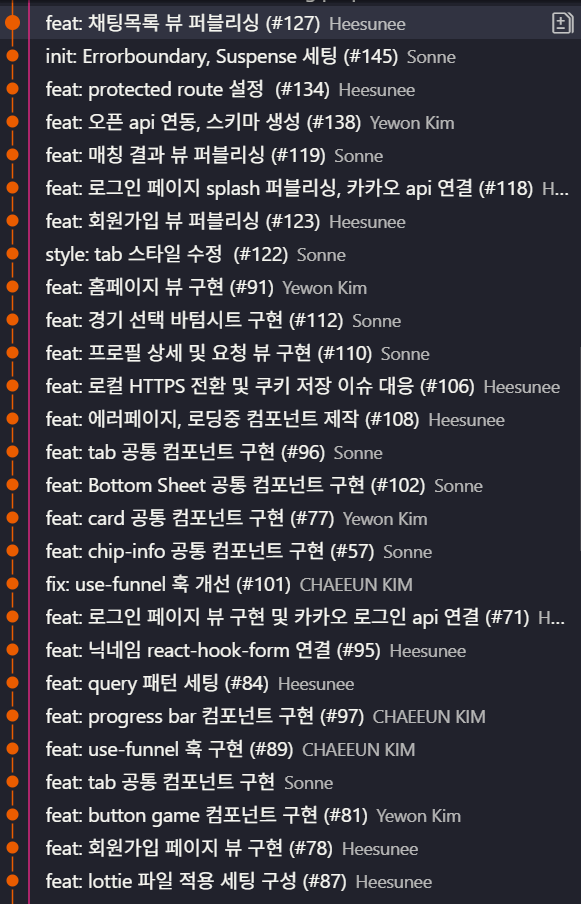 feat: 채팅목록 뷰 퍼블리싱 (#127) Heesunee
init: Errorboundary, Suspense 세팅 (#145) Sonne
feat: protected route 설정 (#134) Heesunee
feat: 오픈 api 연동, 스키마 생성 (#138) Yewon Kim
feat: 매칭 결과 뷰 퍼블리싱 (#119) Sonne
feat: 로그인 페이지 splash 퍼블리싱, 카카오 api 연결 (#118) H...
feat: 회원가입 뷰 퍼블리싱 (#123) Heesunee
style: tab 스타일 수정 (#122) Sonne
feat: 홈페이지 뷰 구현 (#91) Yewon Kim
feat: 경기 선택 바텀시트 구현 (#112) Sonne
feat: 프로필 상세 및 요청 뷰 구현 (#110) Sonne
feat: 로컬 HTTPS 전환 및 쿠키 저장 이슈 대응 (#106) Heesunee
feat: 에러페이지, 로딩중 컴포넌트 제작 (#108) Heesunee
feat: tab 공통 컴포넌트 구현 (#96) Sonne
feat: Bottom Sheet 공통 컴포넌트 구현 (#102) Sonne
feat: card 공통 컴포넌트 구현 (#77) Yewon Kim
feat: chip-info 공통 컴포넌트 구현 (#57) Sonne
fix: use-funnel 훅 개선 (#101) CHAEEUN KIM
feat: 로그인 페이지 뷰 구현 및 카카오 로그인 api 연결 (#71) H...
feat: 닉네임 react-hook-form 연결 (#95) Heesunee
feat: query 패턴 세팅 (#84) Heesunee
feat: progress bar 컴포넌트 구현 (#97) CHAEEUN KIM
feat: use-funnel 훅 구현 (#89) CHAEEUN KIM
feat: tab 공통 컴포넌트 구현 Sonne
feat: button game 컴포넌트 구현 (#81) Yewon Kim
feat: 회원가입 페이지 뷰 구현 (#78) Heesunee
feat: lottie 파일 적용 세팅 구성 (#87) Heesunee